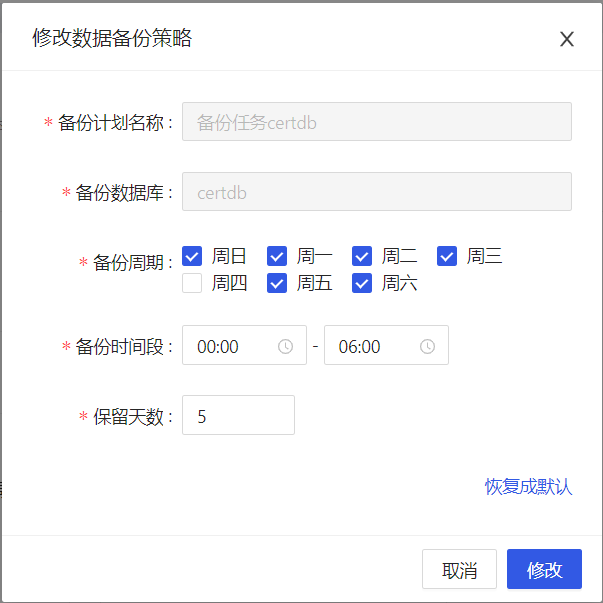 修改数据备份策略
* 备份计划名称 : 备份任务certdb
* 备份数据库 : certdb
* 备份周期 : 周日 周一 周二 周三
周四 周五 周六
* 备份时间段 : 00:00 - 06:00
* 保留天数 : 5
恢复成默认
取消 修改